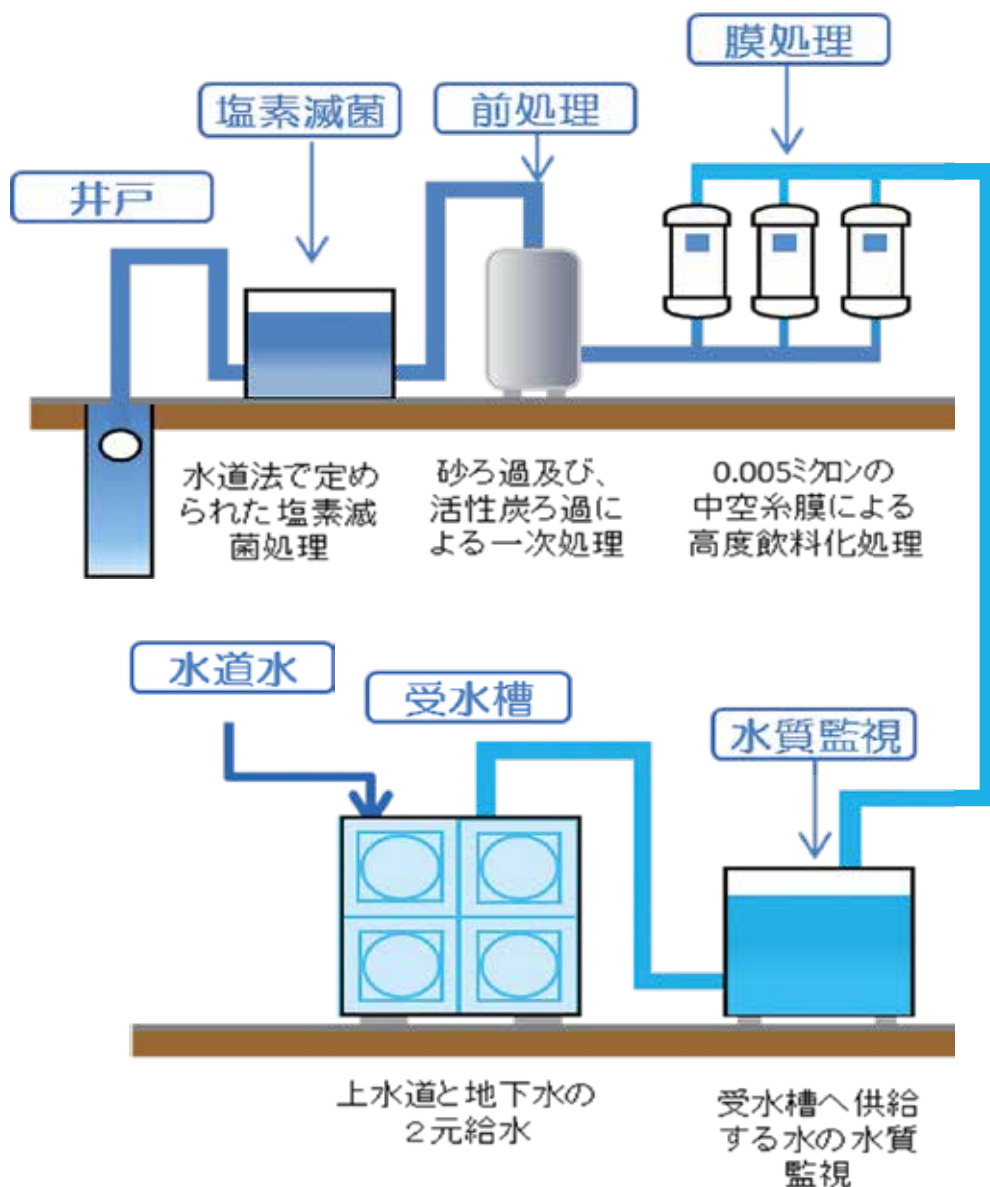 膜処理
塩素滅菌
前処理
井戸
水道法で定め
られた塩素滅
菌処理
砂ろ過及び、
活性炭ろ過に
よる一次処理
0.005ミクロンの
中空糸膜による
高度飲料化処理
水道水
受水槽
水質監視
上水道と地下水の
2元給水
受水槽へ供給
する水の水質
監視